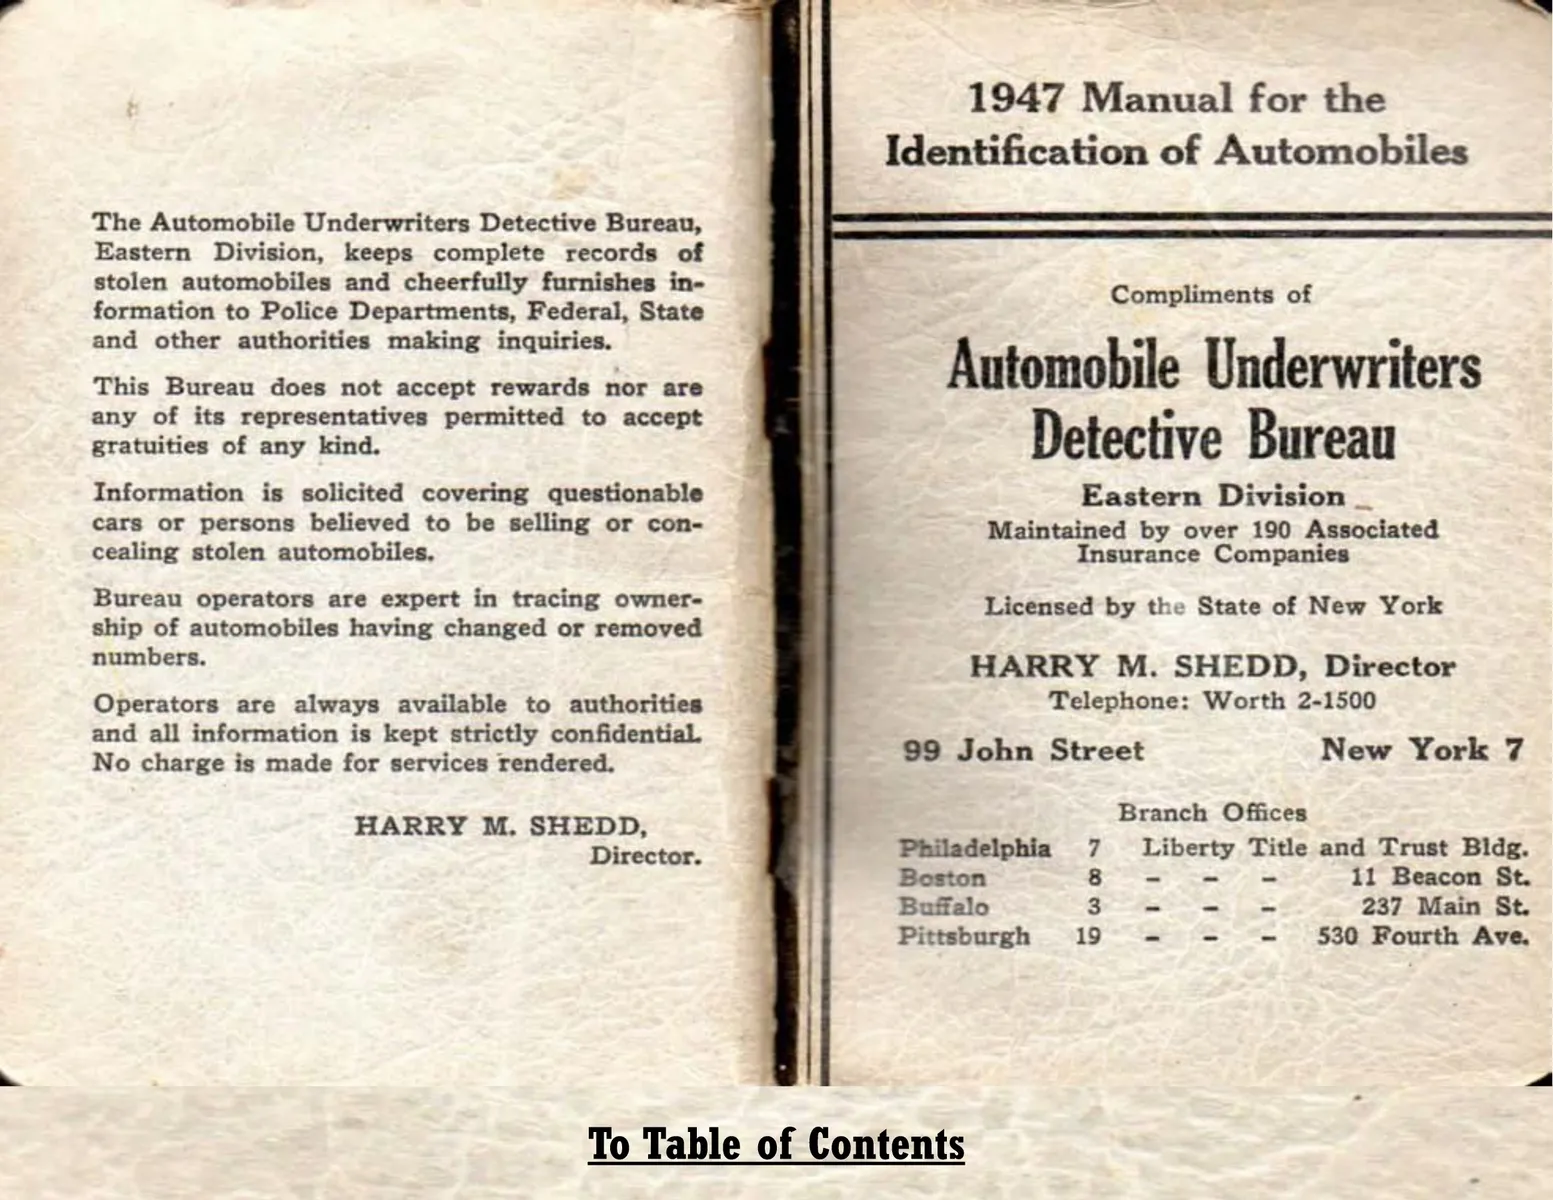 The Automobile Underwriters Detective Bureau,
Eastern Division, keeps complete records of
stolen automobiles and cheerfully furnishes in-
formation to Police Departments, Federal, State
and other authorities making inquiries.
This Bureau does not accept rewards nor are
any of its representatives permitted to accept
gratuities of any kind.
Information is solicited covering questionable
cars or persons believed to be selling or con-
cealing stolen automobiles.
Bureau operators are expert in tracing owner-
ship of automobiles having changed or removed
numbers.
Operators are always available to authorities
and all information is kept strictly confidential.
No charge is made for services rendered.
HARRY M. SHEDD,
Director.
1947 Manual for the
Identification of Automobiles
Compliments of
Automobile Underwriters
Detective Bureau
Eastern Division
Maintained by over 190 Associated
Insurance Companies
Licensed by the State of New York
HARRY M. SHEDD, Director
Telephone: Worth 2-1500
99 John Street New York 7
Branch Offices
Philadelphia 7 Liberty Title and Trust Bldg.
Boston 8 - - - 11 Beacon St.
Buffalo 3 - - - 237 Main St.
Pittsburgh 19 - - - 530 Fourth Ave.
To Table of Contents